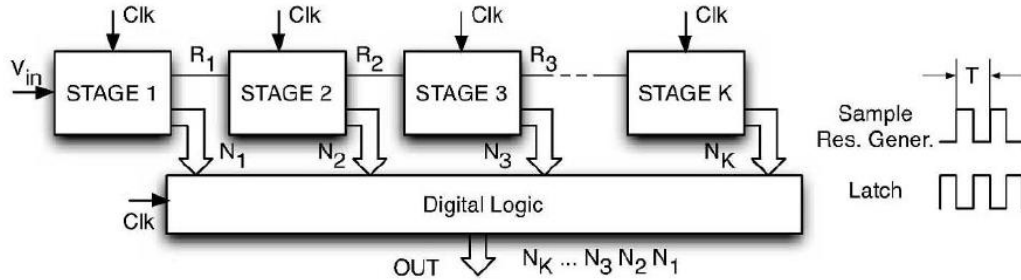 Clk Clk Clk Clk
V_in R_1 R_2 R_3 T
STAGE 1 STAGE 2 STAGE 3 STAGE K
Sample
Res. Gener.
N_1 N_2 N_3 N_K
Clk Digital Logic Latch
OUT N_K ... N_3 N_2 N_1